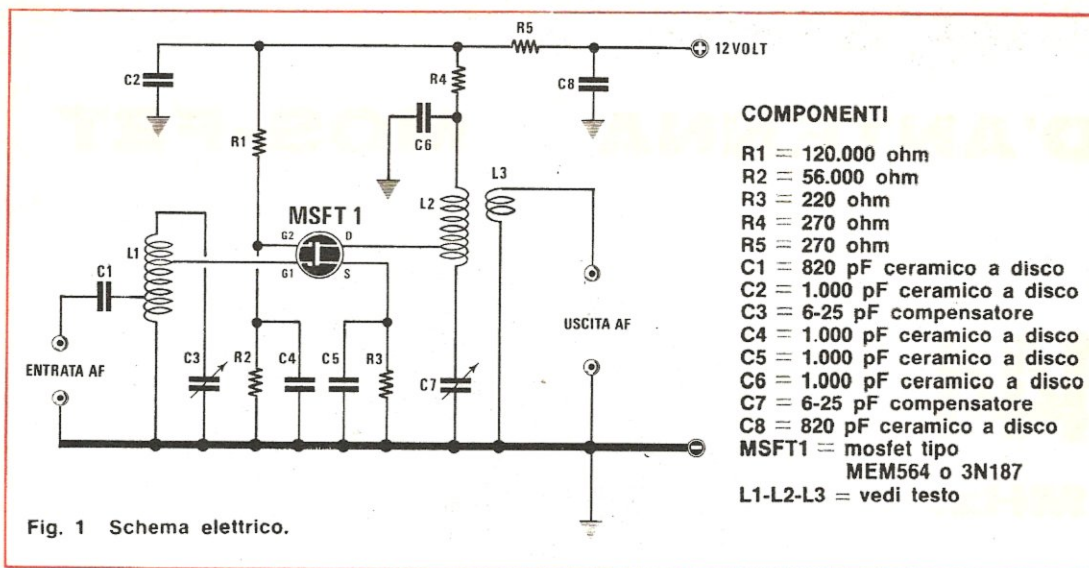 R5
12 VOLT
C2
R4
C8
C6
R1
L3
L2
MSFT 1
G2
D
G1
S
L1
C1
USCITA AF
ENTRATA AF
C3
R2
C4
C5
R3
C7
Fig. 1 Schema elettrico.
COMPONENTI
R1 = 120.000 ohm
R2 = 56.000 ohm
R3 = 220 ohm
R4 = 270 ohm
R5 = 270 ohm
C1 = 820 pF ceramico a disco
C2 = 1.000 pF ceramico a disco
C3 = 6-25 pF compensatore
C4 = 1.000 pF ceramico a disco
C5 = 1.000 pF ceramico a disco
C6 = 1.000 pF ceramico a disco
C7 = 6-25 pF compensatore
C8 = 820 pF ceramico a disco
MSFT1 = mosfet tipo
MEM564 o 3N187
L1-L2-L3 = vedi testo